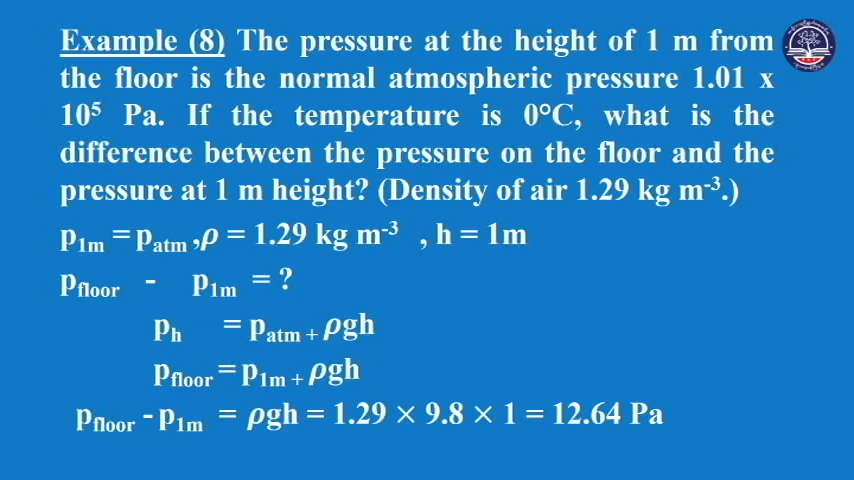 Example (8) The pressure at the height of 1 m from
the floor is the normal atmospheric pressure 1.01 x
10⁵ Pa. If the temperature is 0°C, what is the
difference between the pressure on the floor and the
pressure at 1 m height? (Density of air 1.29 kg m⁻³.)
p₁ₘ = pₐₜₘ ,ρ = 1.29 kg m⁻³ , h = 1m
p_floor - p₁ₘ = ?
pₕ = pₐₜₘ + ρgh
p_floor = p₁ₘ + ρgh
p_floor - p₁ₘ = ρgh = 1.29 × 9.8 × 1 = 12.64 Pa